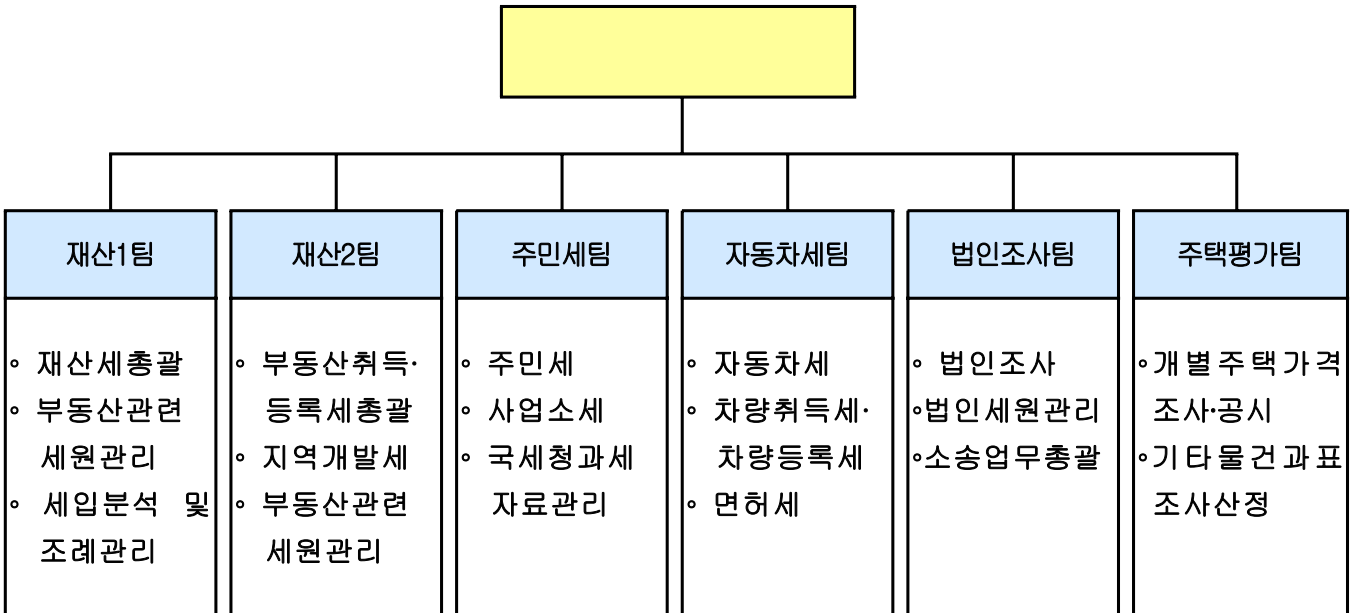 재산1팀
재산2팀
주민세팀
자동차세팀
법인조사팀
주택평가팀
◦ 재산세총괄
◦ 부동산관련
세원관리
◦ 세입분석 및
조례관리
◦ 부동산취득·
등록세총괄
◦ 지역개발세
◦ 부동산관련
세원관리
◦ 주민세
◦ 사업소세
◦ 국세청과세
자료관리
◦ 자동차세
◦ 차량취득세·
차량등록세
◦ 면허세
◦ 법인조사
◦법인세원관리
◦소송업무총괄
◦개별주택가격
조사·공시
◦기타물건과표
조사산정